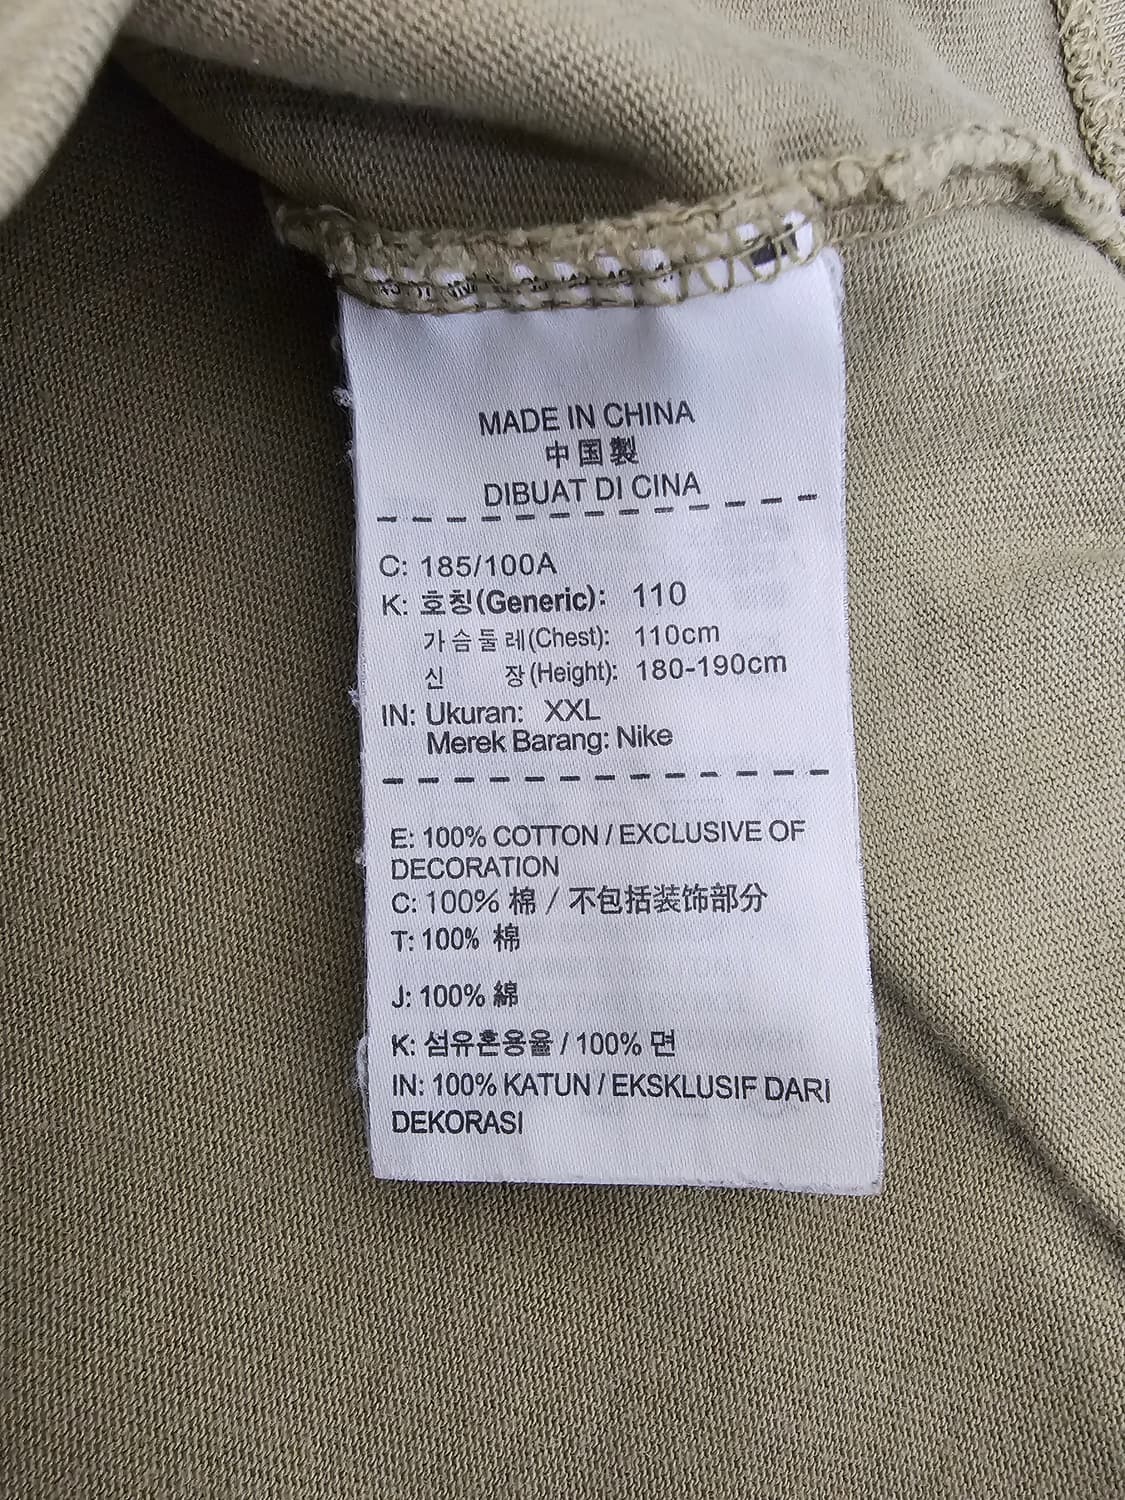 MADE IN CHINA
中国製
DIBUAT DI CINA
C: 185/100A
K: 호칭(Generic): 110
가슴둘레(Chest): 110cm
신 장(Height): 180-190cm
IN: Ukuran: XXL
Merek Barang: Nike
E: 100% COTTON / EXCLUSIVE OF
DECORATION
C: 100% 棉 / 不包括装饰部分
T: 100% 棉
J: 100% 綿
K: 섬유혼용율 / 100% 면
IN: 100% KATUN / EKSKLUSIF DARI
DEKORASI